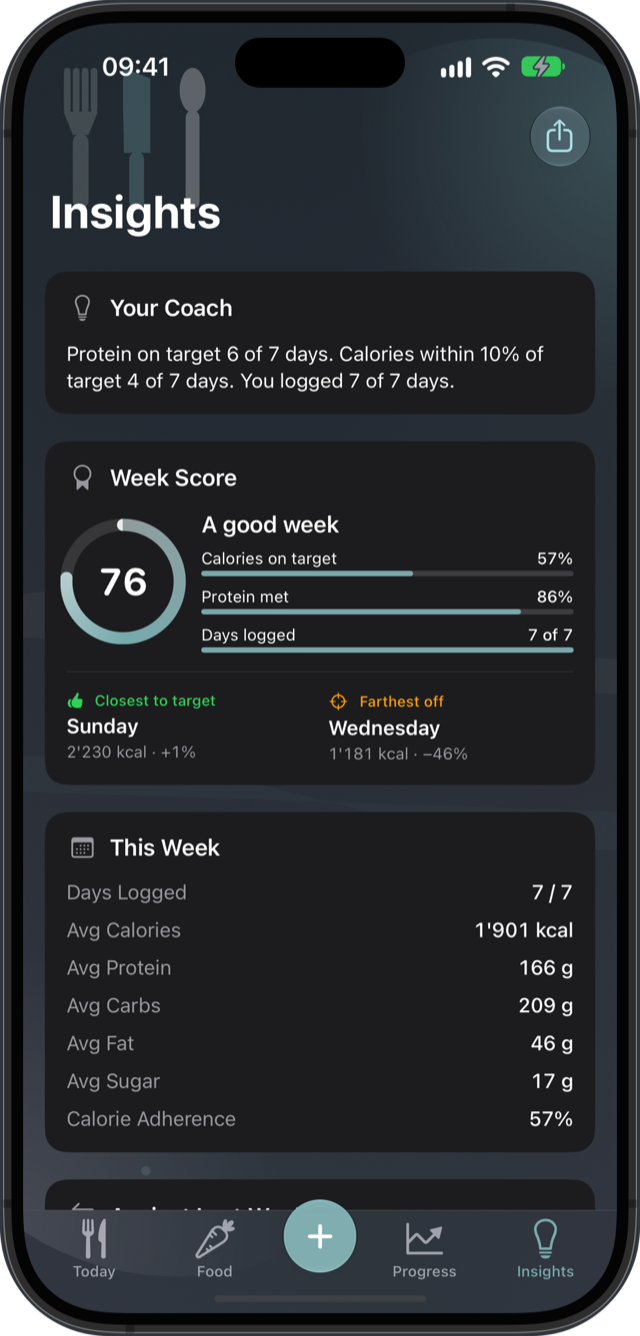 09:41
Insights
Your Coach
Protein on target 6 of 7 days. Calories within 10% of
target 4 of 7 days. You logged 7 of 7 days.
Week Score
76
A good week
Calories on target 57%
Protein met 86%
Days logged 7 of 7
Closest to target
Sunday
2'230 kcal · +1%
Farthest off
Wednesday
1'181 kcal · −46%
This Week
Days Logged 7 / 7
Avg Calories 1'901 kcal
Avg Protein 166 g
Avg Carbs 209 g
Avg Fat 46 g
Avg Sugar 17 g
Calorie Adherence 57%
Today
Food
Progress
Insights